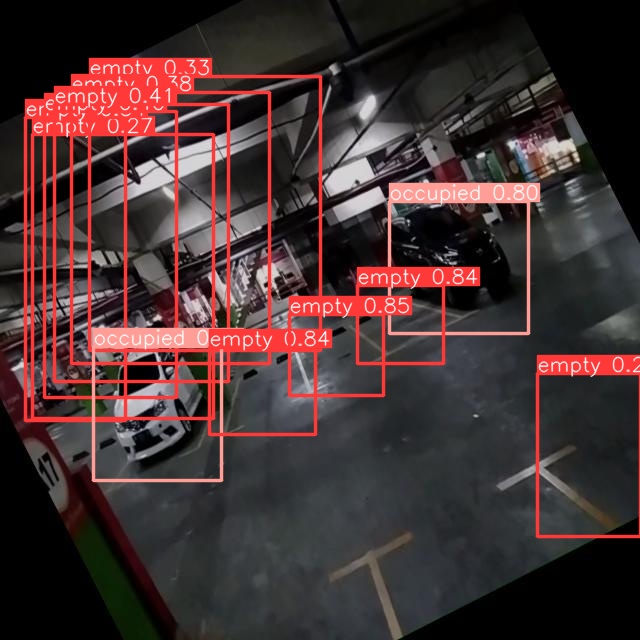 empty 0.33
empty 0.38
empty 0.41
empty 0.27
occupied 0.80
empty 0.84
empty 0.85
occupied
empty 0.84
empty 0.2
17